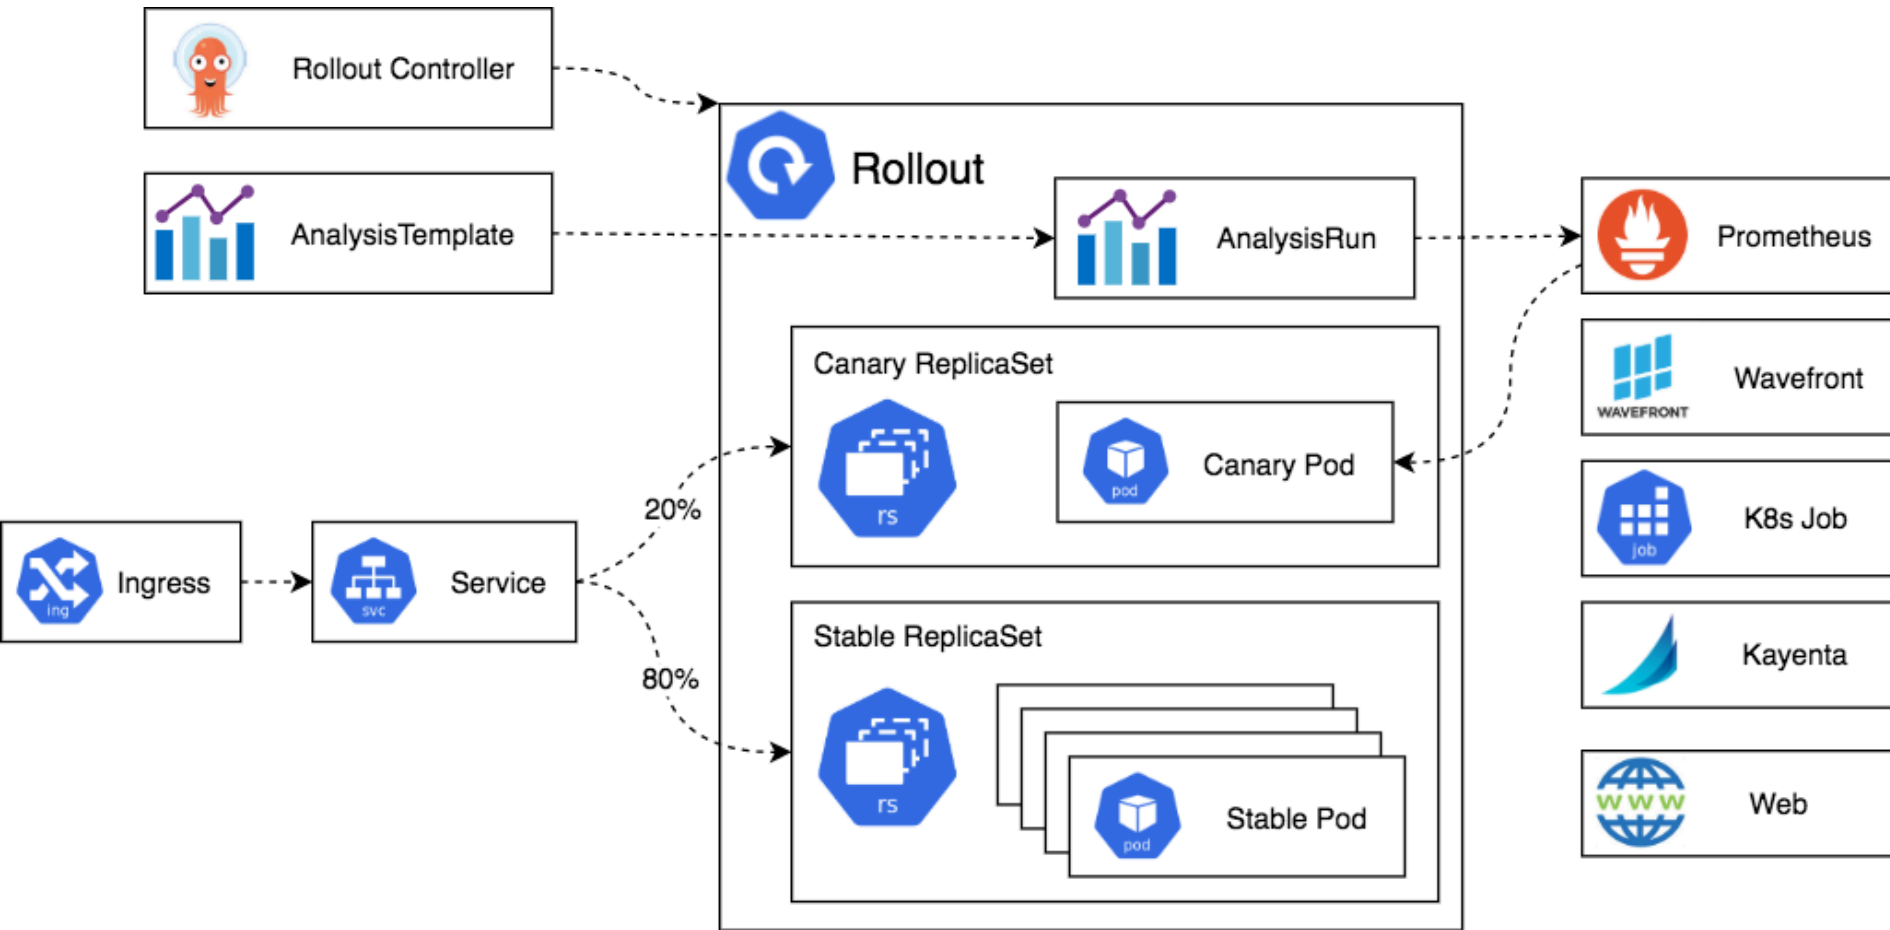 Rollout Controller
AnalysisTemplate
Rollout
AnalysisRun
Prometheus
Wavefront
WAVEFRONT
K8s Job
job
Kayenta
Web
WWW
Canary ReplicaSet
rs
Canary Pod
pod
20%
Ingress
ing
Service
svc
80%
Stable ReplicaSet
rs
Stable Pod
pod